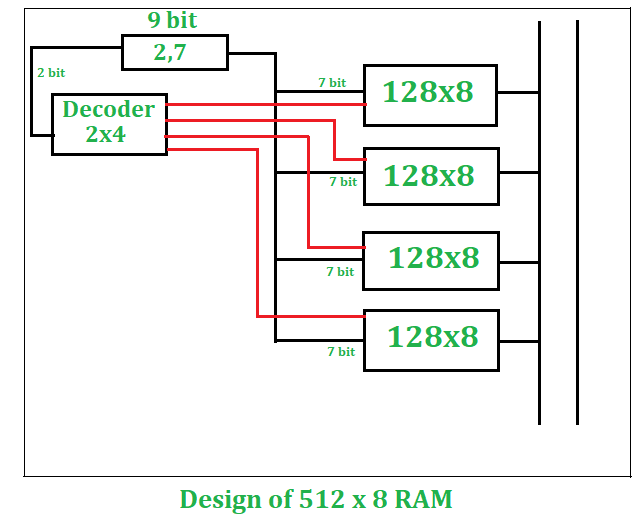 9 bit
2,7
2 bit
Decoder
2x4
7 bit
128x8
128x8
7 bit
128x8
7 bit
128x8
7 bit
Design of 512 x 8 RAM